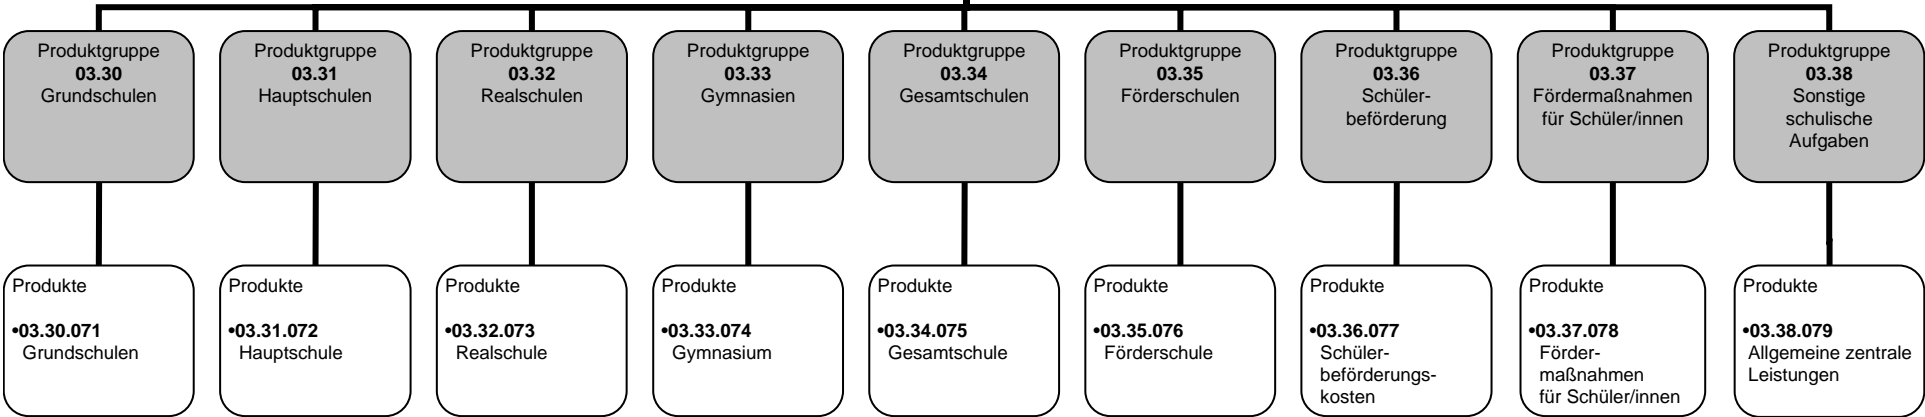 Produktgruppe
03.30
Grundschulen
Produktgruppe
03.31
Hauptschulen
Produktgruppe
03.32
Realschulen
Produktgruppe
03.33
Gymnasien
Produktgruppe
03.34
Gesamtschulen
Produktgruppe
03.35
Förderschulen
Produktgruppe
03.36
Schüler-
beförderung
Produktgruppe
03.37
Fördermaßnahmen
für Schüler/innen
Produktgruppe
03.38
Sonstige
schulische
Aufgaben
Produkte
•03.30.071
Grundschulen
Produkte
•03.31.072
Hauptschule
Produkte
•03.32.073
Realschule
Produkte
•03.33.074
Gymnasium
Produkte
•03.34.075
Gesamtschule
Produkte
•03.35.076
Förderschule
Produkte
•03.36.077
Schüler-
beförderungs-
kosten
Produkte
•03.37.078
Förder-
maßnahmen
für Schüler/innen
Produkte
•03.38.079
Allgemeine zentrale
Leistungen